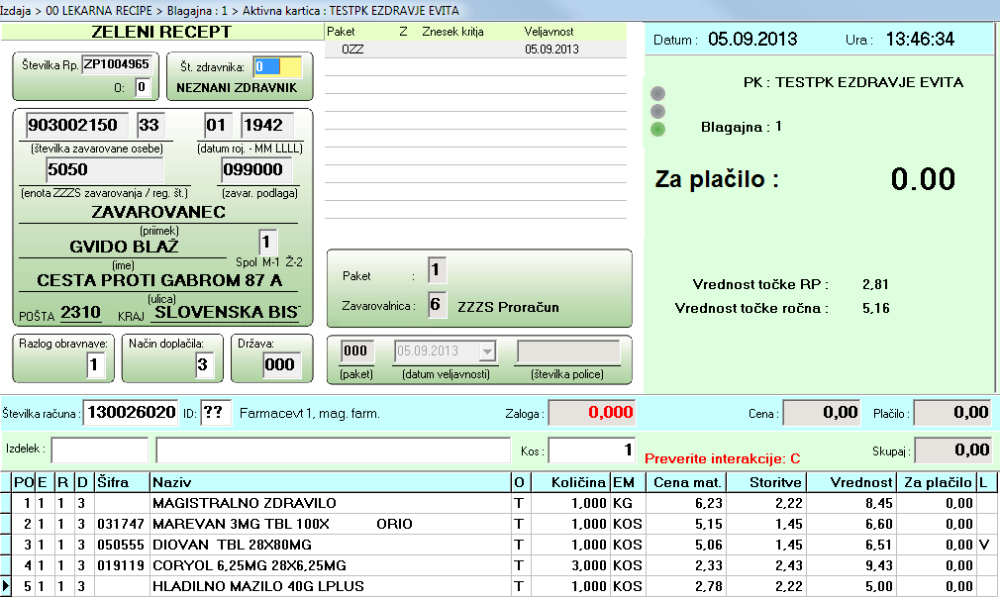 Izdaja > 00 LEKARNA RECIPE > Blagajna : 1 > Aktivna kartica : TESTPK EZDRAVJE EVITA
ZELENI RECEPT
Številka Rp. ZP1004965
O: 0
Št. zdravnika: 0
NEZNANI ZDRAVNIK
903002150 33 01 1942
(številka zavarovane osebe) (datum roj. - MM LLLL)
5050 099000
(enota ZZZS zavarovanja / reg. št.) (zavar. podlaga)
ZAVAROVANEC
(priimek)
GVIDO BLAŽ 1
(ime) Spol M-1 Ž-2
CESTA PROTI GABROM 87 A
(ulica)
POŠTA 2310 KRAJ SLOVENSKA BIS
Razlog obravnave: 1
Način doplačila: 3
Država: 000
Paket Z Znesek kritja Veljavnost
OZZ 05.09.2013
Paket : 1
Zavarovalnica : 6 ZZZS Proračun
000 05.09.2013
(paket) (datum veljavnosti) (številka police)
Datum : 05.09.2013 Ura : 13:46:34
PK : TESTPK EZDRAVJE EVITA
Blagajna : 1
Za plačilo : 0.00
Vrednost točke RP : 2,81
Vrednost točke ročna : 5,16
Številka računa : 130026020 ID: ?? Farmacevt 1, mag. farm. Zaloga : 0,000 Cena : 0,00 Plačilo : 0,00
Izdelek : Kos : 1 Preverite interakcije: C Skupaj : 0,00
PO E R D Šifra Naziv O Količina EM Cena mat. Storitve Vrednost Za plačilo L
1 1 1 3 MAGISTRALNO ZDRAVILO T 1,000 KG 6,23 2,22 8,45 0,00
2 1 1 3 031747 MAREVAN 3MG TBL 100X ORIO T 1,000 KOS 5,15 1,45 6,60 0,00
3 1 1 3 050555 DIOVAN TBL 28X80MG T 1,000 KOS 5,06 1,45 6,51 0,00 V
4 1 1 3 019119 CORYOL 6,25MG 28X6,25MG T 3,000 KOS 2,33 2,43 9,43 0,00
5 1 1 3 HLADILNO MAZILO 40G LPLUS T 1,000 KOS 2,78 2,22 5,00 0,00